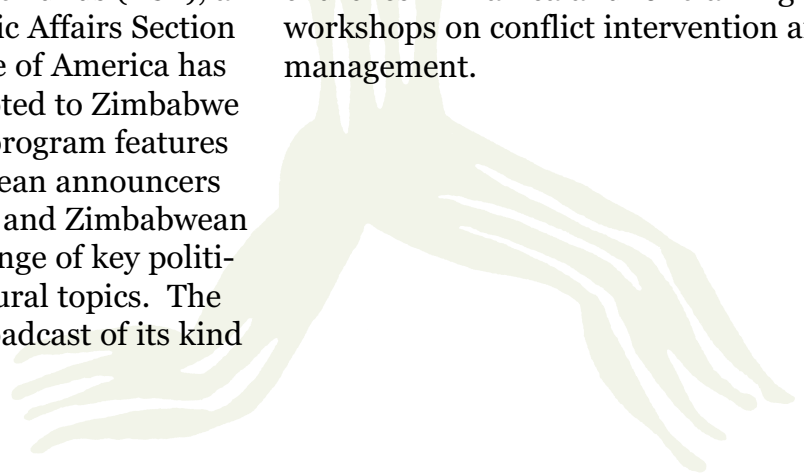 ic Affairs Section
e of America has
ted to Zimbabwe
program features
ean announcers
and Zimbabwean
nge of key politi-
ural topics.  The
adcast of its kind
workshops on conflict intervention a
management.